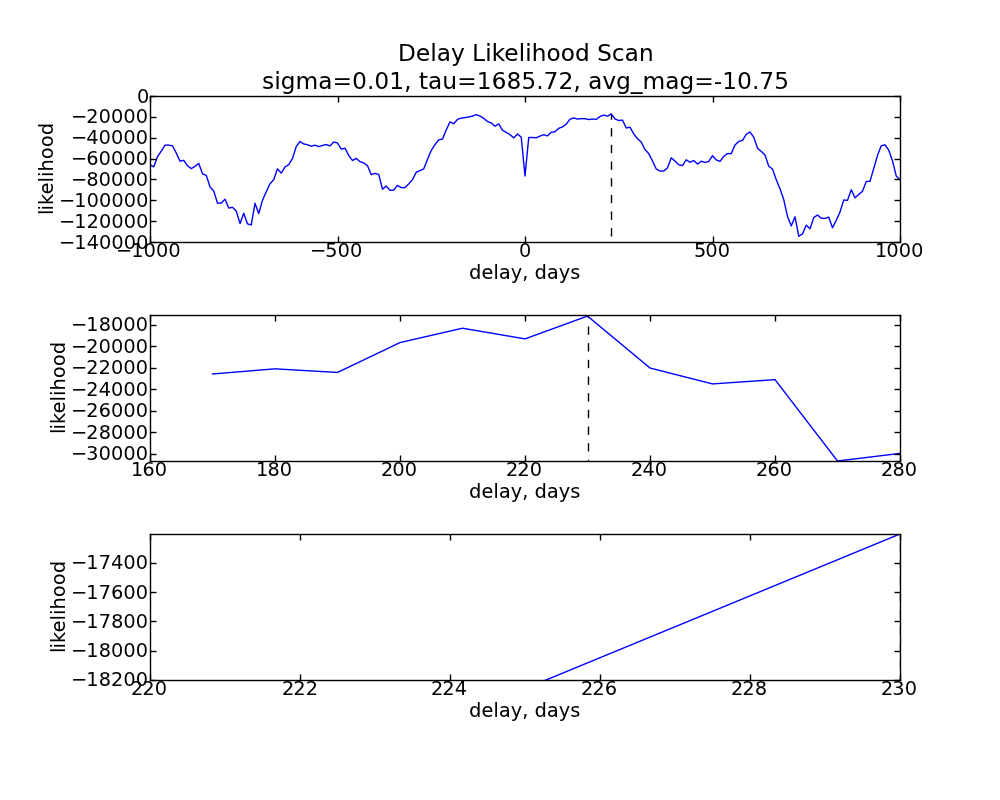 Delay Likelihood Scan
sigma=0.01, tau=1685.72, avg_mag=-10.75
likelihood
0
−20000
−40000
−60000
−80000
−100000
−120000
−140000
−1000 −500 0 500 1000
delay, days
likelihood
−18000
−20000
−22000
−24000
−26000
−28000
−30000
160 180 200 220 240 260 280
delay, days
likelihood
−17400
−17600
−17800
−18000
−18200
220 222 224 226 228 230
delay, days